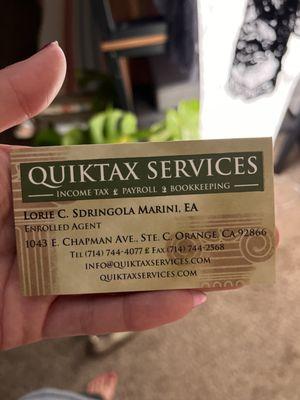 QUIKTAX SERVICES
INCOME TAX £ PAYROLL £ BOOKKEEPING
LORIE C. SDRINGOLA MARINI, EA
ENROLLED AGENT
1043 E. CHAPMAN AVE., STE. C, ORANGE, CA 92866
TEL (714) 744-4077 £ FAX (714) 744-2568
INFO@QUIKTAXSERVICES.COM
QUIKTAXSERVICES.COM